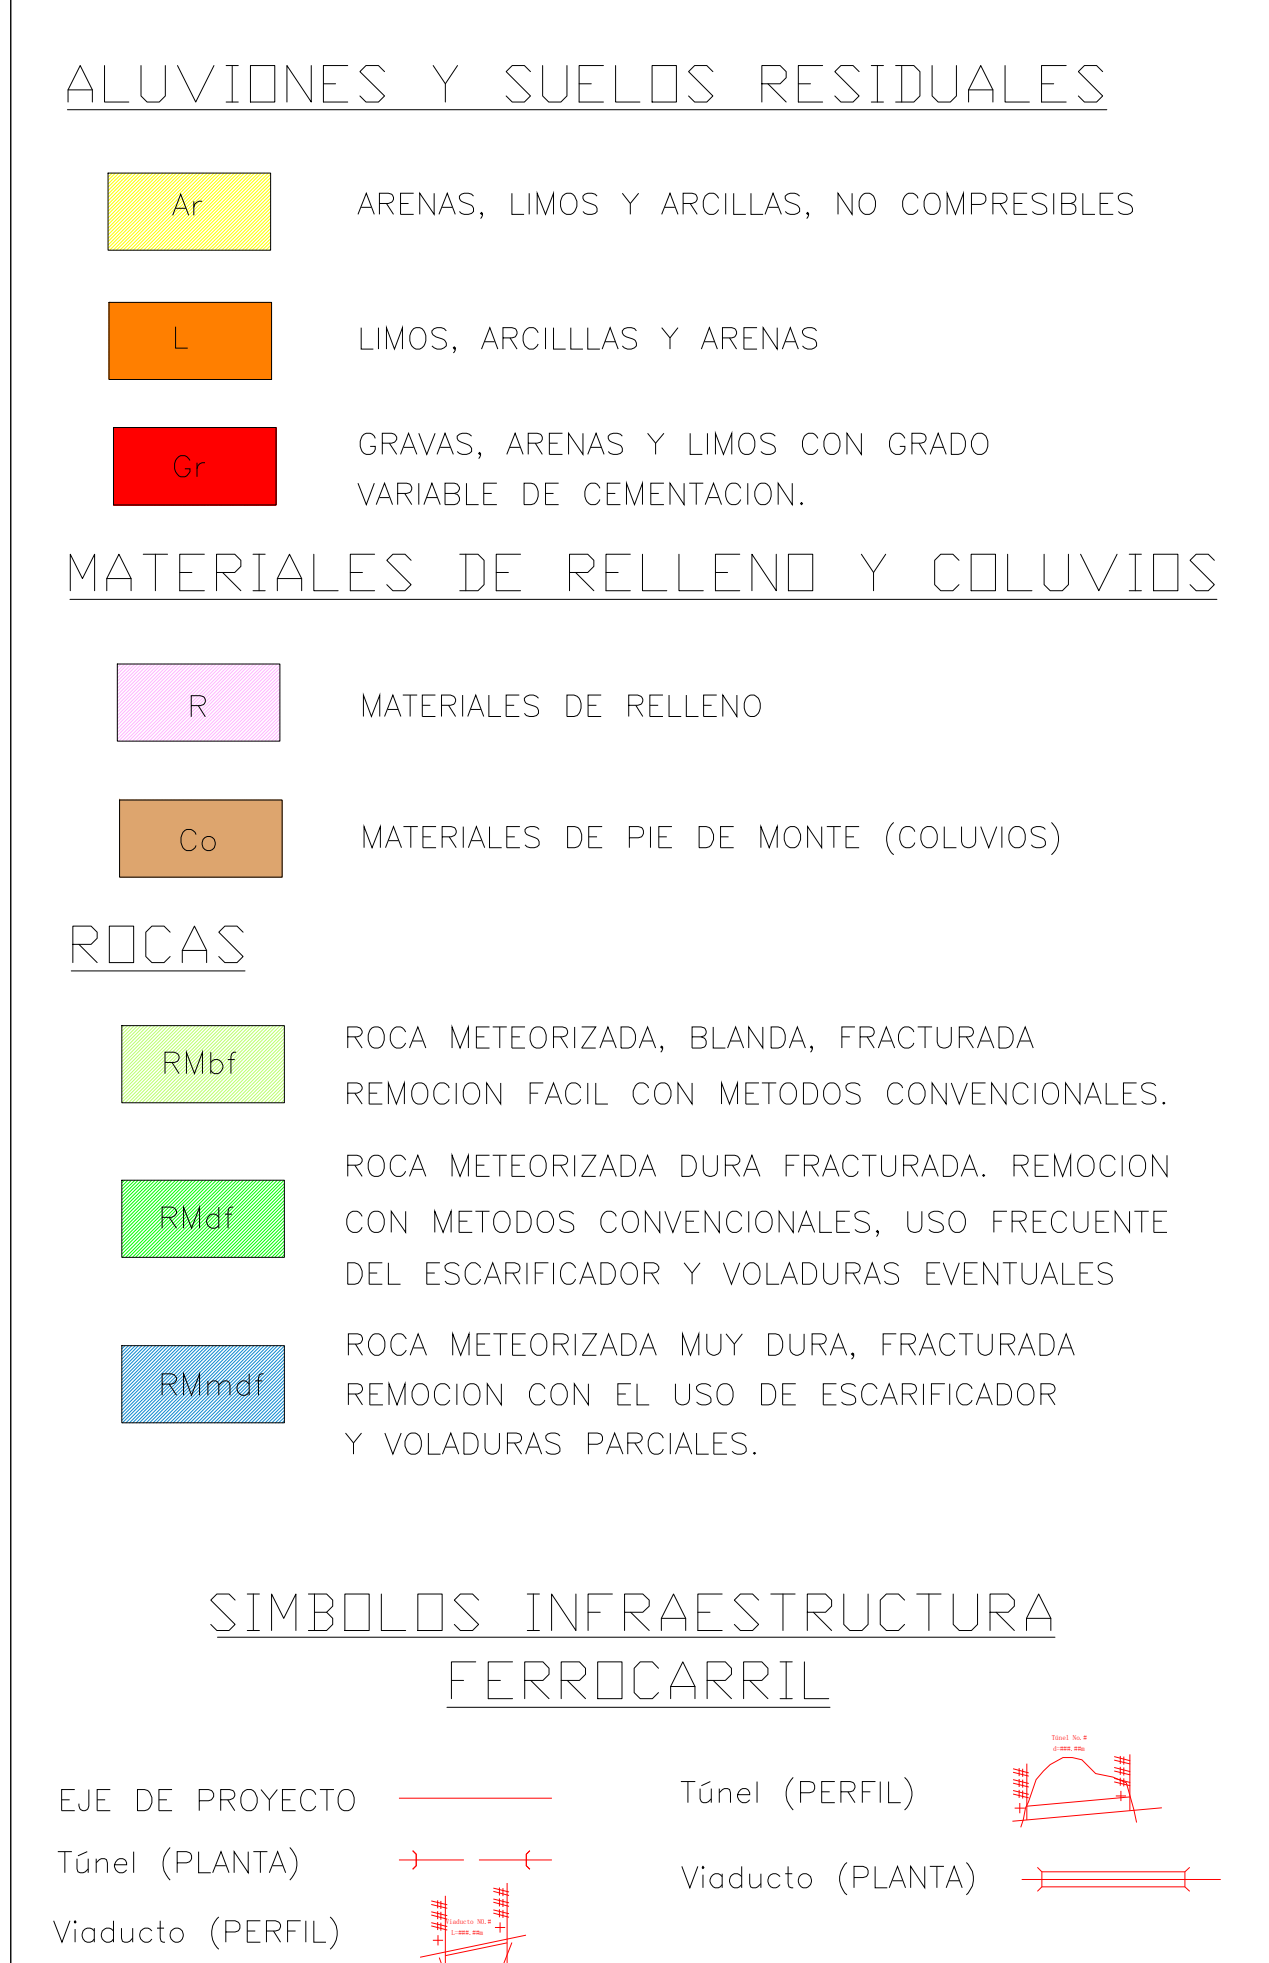 ALUVIONES Y SUELOS RESIDUALES
Ar
ARENAS, LIMOS Y ARCILLAS, NO COMPRESIBLES
L
LIMOS, ARCILLLAS Y ARENAS
Gr
GRAVAS, ARENAS Y LIMOS CON GRADO
VARIABLE DE CEMENTACION.
MATERIALES DE RELLENO Y COLUVIOS
R
MATERIALES DE RELLENO
Co
MATERIALES DE PIE DE MONTE (COLUVIOS)
ROCAS
RMbf
ROCA METEORIZADA, BLANDA, FRACTURADA
REMOCION FACIL CON METODOS CONVENCIONALES.
RMdf
ROCA METEORIZADA DURA FRACTURADA. REMOCION
CON METODOS CONVENCIONALES, USO FRECUENTE
DEL ESCARIFICADOR Y VOLADURAS EVENTUALES
RMmdf
ROCA METEORIZADA MUY DURA, FRACTURADA
REMOCION CON EL USO DE ESCARIFICADOR
Y VOLADURAS PARCIALES.
SIMBOLOS INFRAESTRUCTURA
FERROCARRIL
EJE DE PROYECTO
Túnel (PLANTA)
Viaducto (PERFIL)
Viaducto NO.#
L=###.##m
##+###
##+###
Túnel (PERFIL)
Túnel No.#
d=###.##m
##+###
##+###
Viaducto (PLANTA)